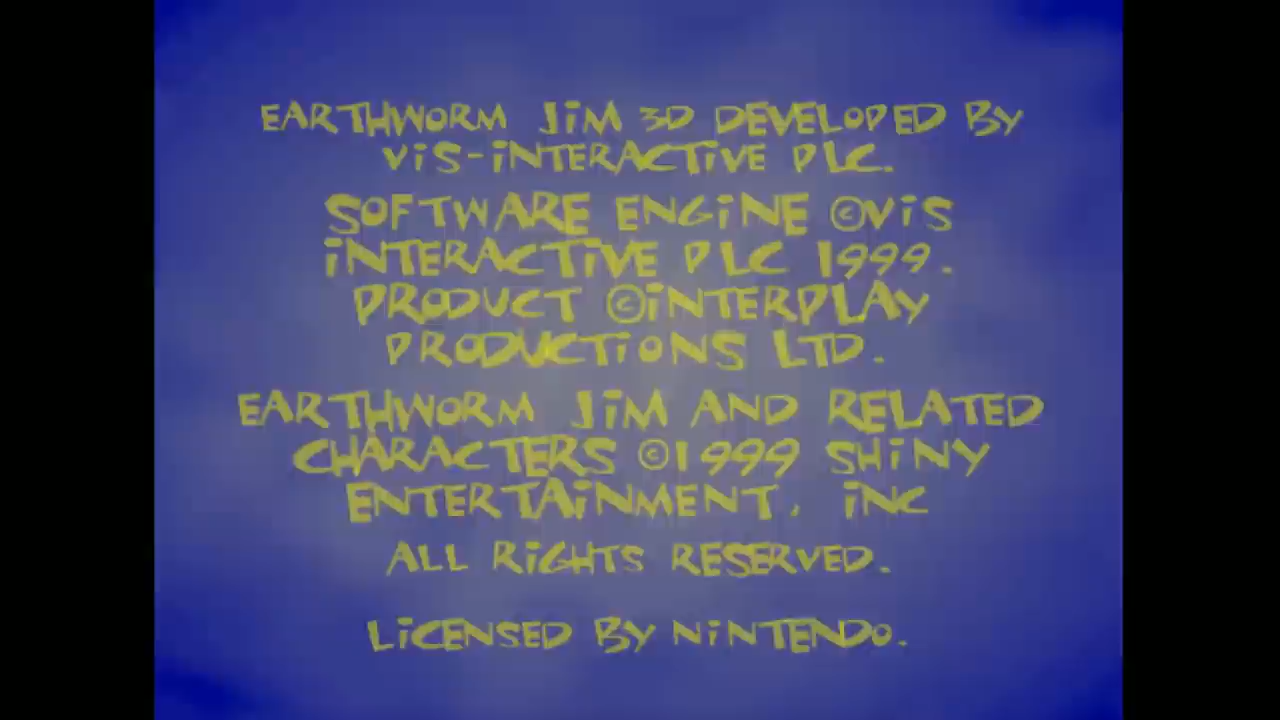 EARTHWORM JiM 3D DEVELOPED BY
ViS-iNTERACTiVE PLC.
SOFTWARE ENGiNE ©ViS
iNTERACTiVE PLC 1999.
PRODUCT ©iNTERPLAY
PRODUCTiONS LTD.
EARTHWORM JiM AND RELATED
CHARACTERS ©1999 SHiNY
ENTERTAiNMENT, iNC
ALL RiGHTS RESERVED.
LiCENSED BY NiNTENDO.